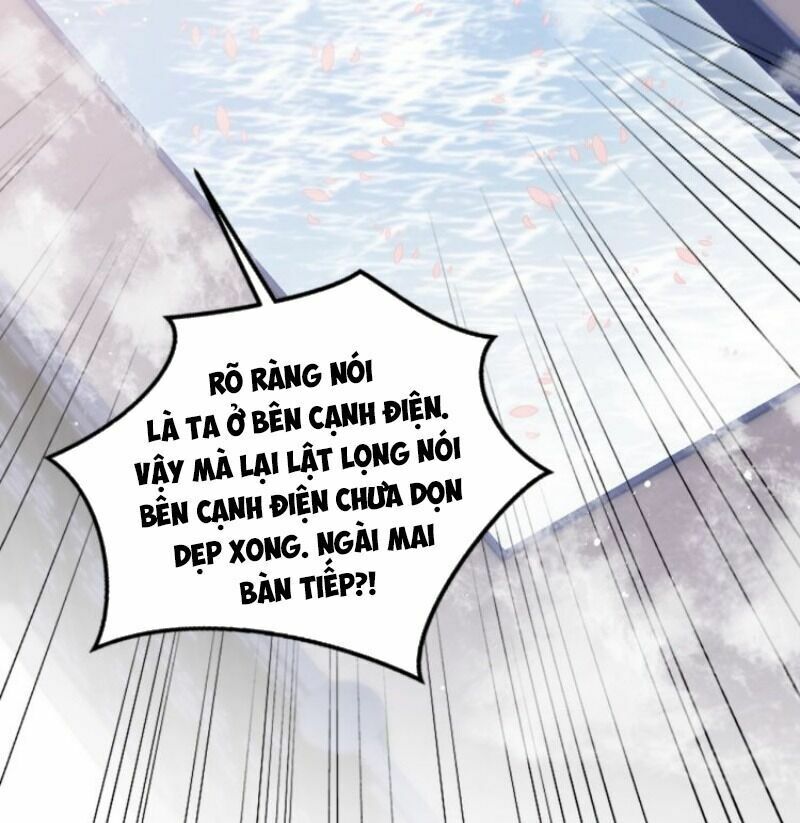 RÕ RÀNG NÓI
LÀ TA Ở BÊN CẠNH ĐIỆN.
VẬY MÀ LẠI LẬT LỌNG NÓI
BÊN CẠNH ĐIỆN CHƯA DỌN
DẸP XONG. NGÀI MAI
BÀN TIẾP?!